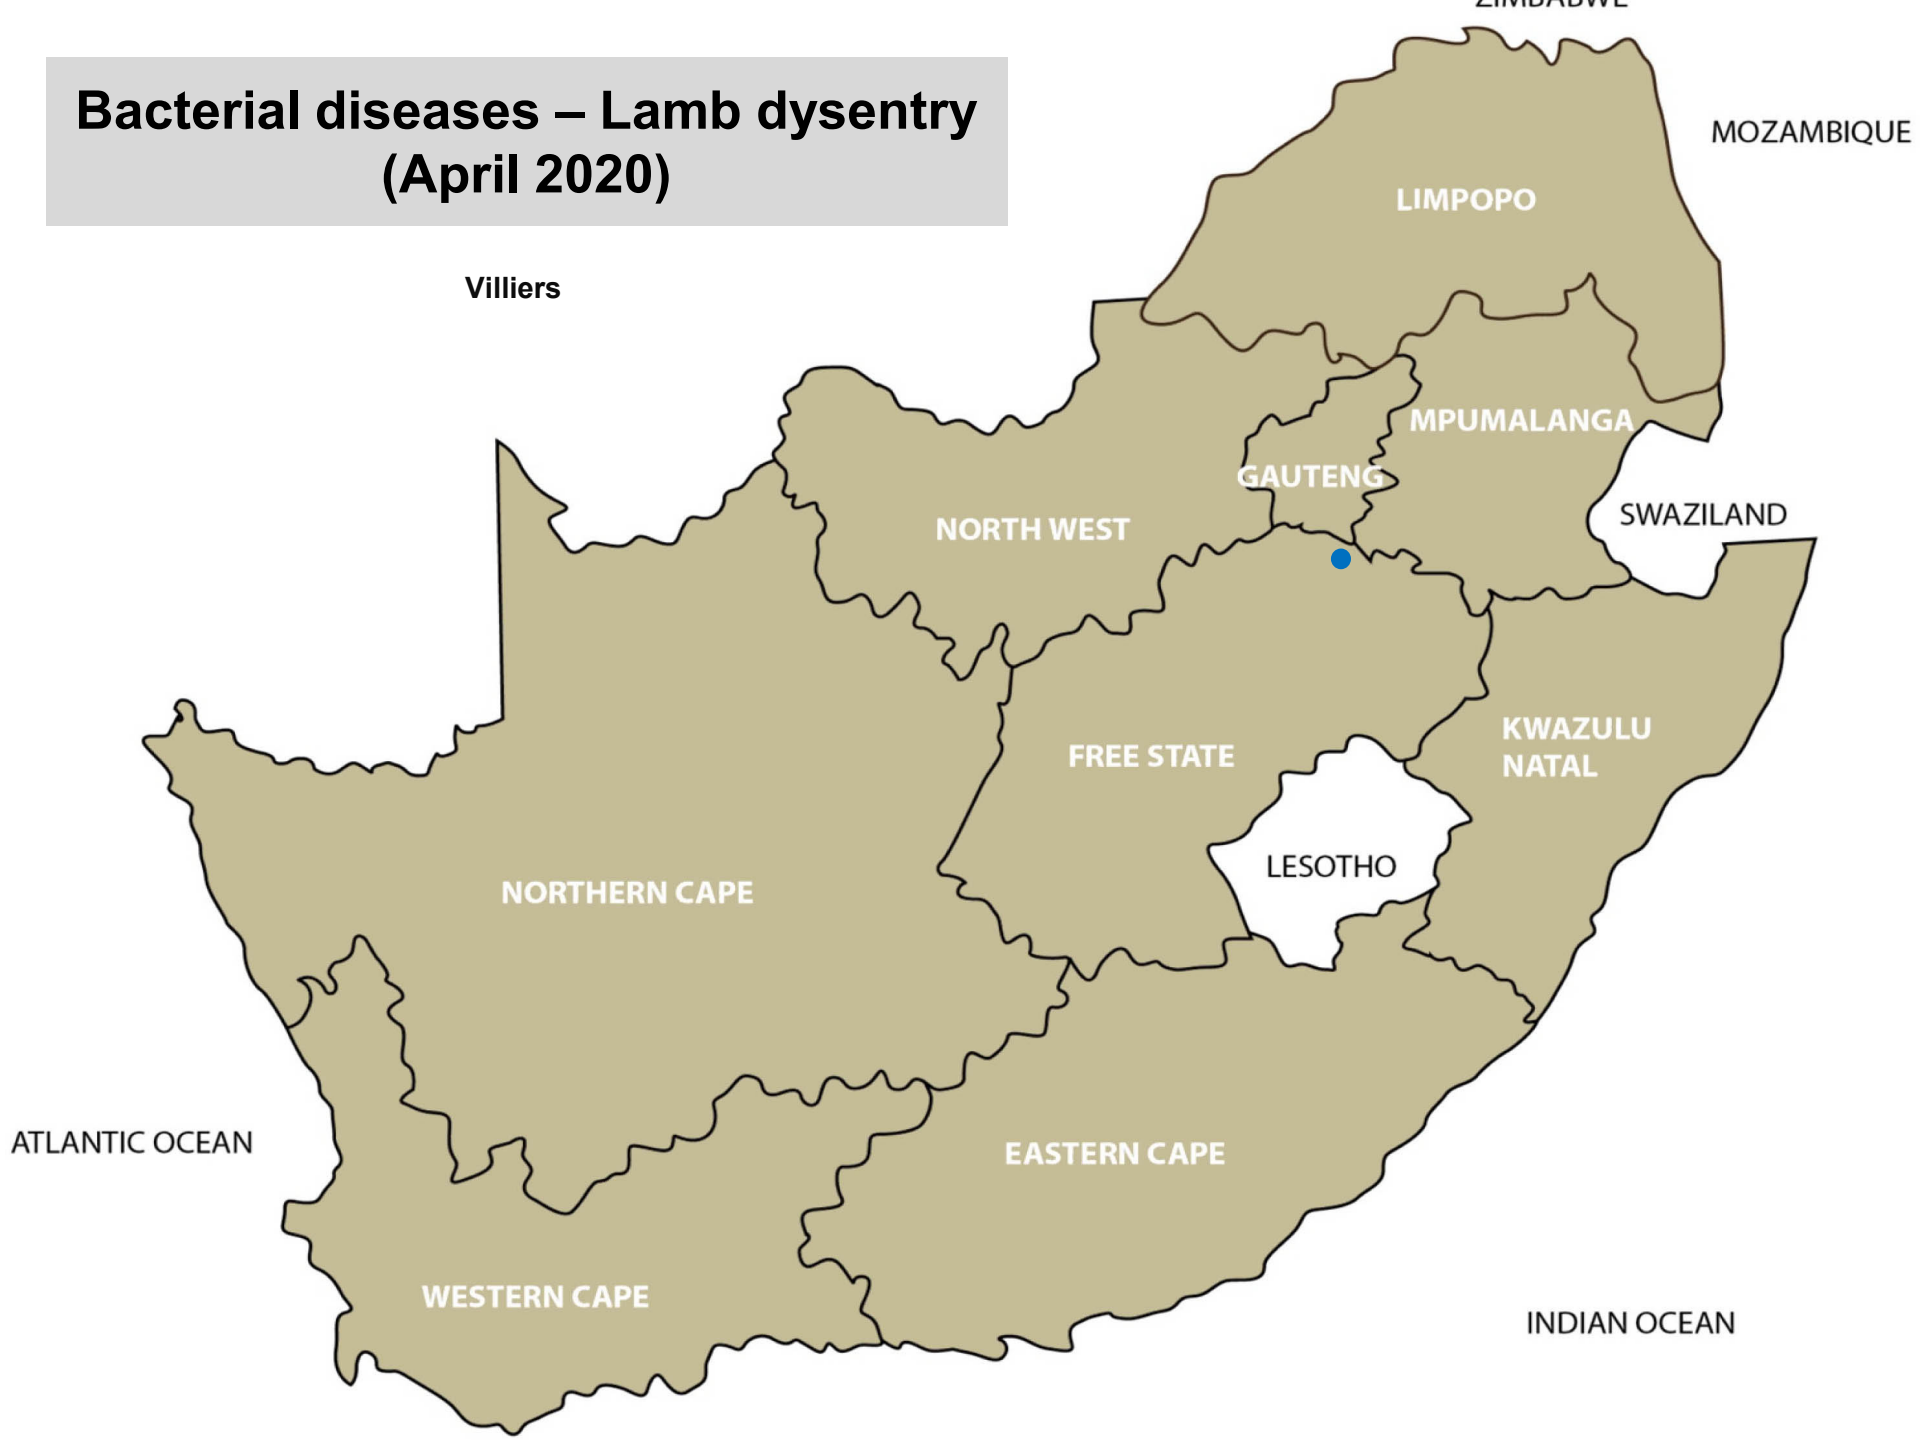 ZIMBABWE
Bacterial diseases – Lamb dysentry
(April 2020)
MOZAMBIQUE
LIMPOPO
Villiers
MPUMALANGA
GAUTENG
SWAZILAND
NORTH WEST
KWAZULU
NATAL
FREE STATE
LESOTHO
NORTHERN CAPE
ATLANTIC OCEAN
EASTERN CAPE
WESTERN CAPE
INDIAN OCEAN